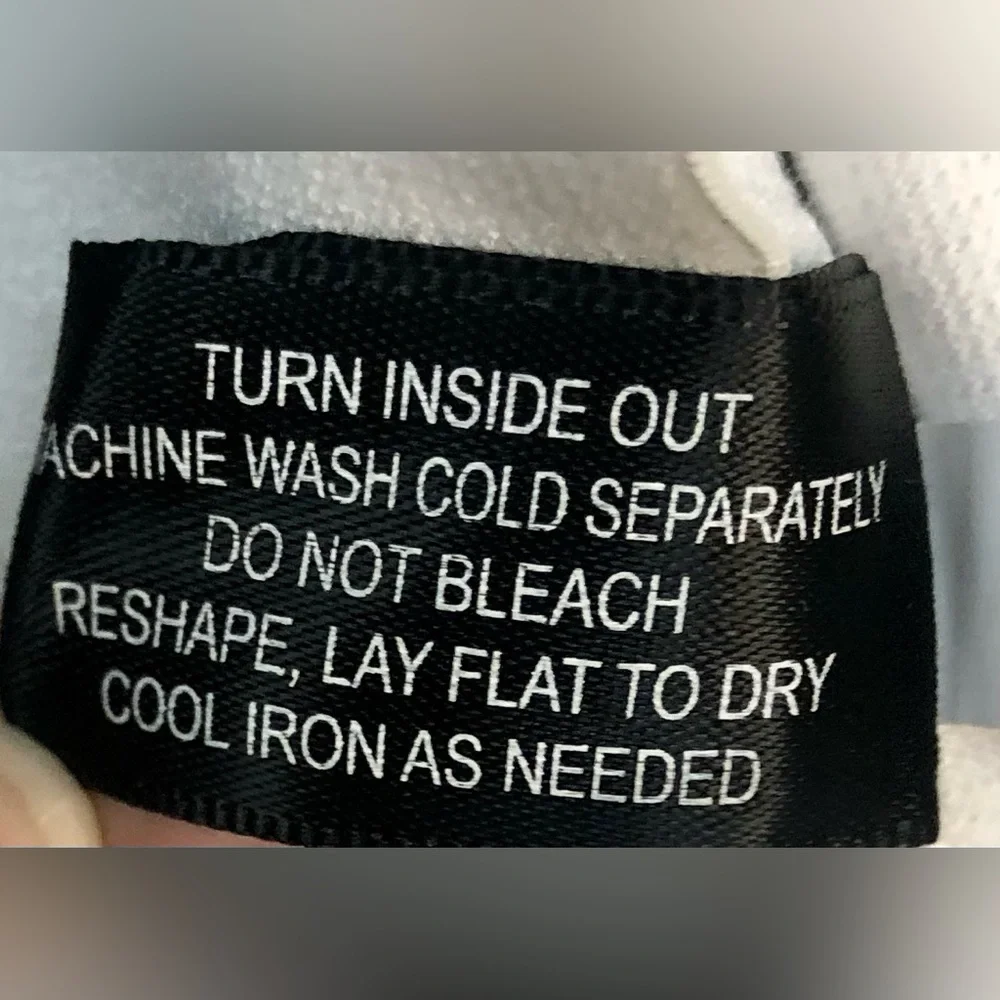 TURN INSIDE OUT
ACHINE WASH COLD SEPARATELY
DO NOT BLEACH
RESHAPE, LAY FLAT TO DRY
COOL IRON AS NEEDED